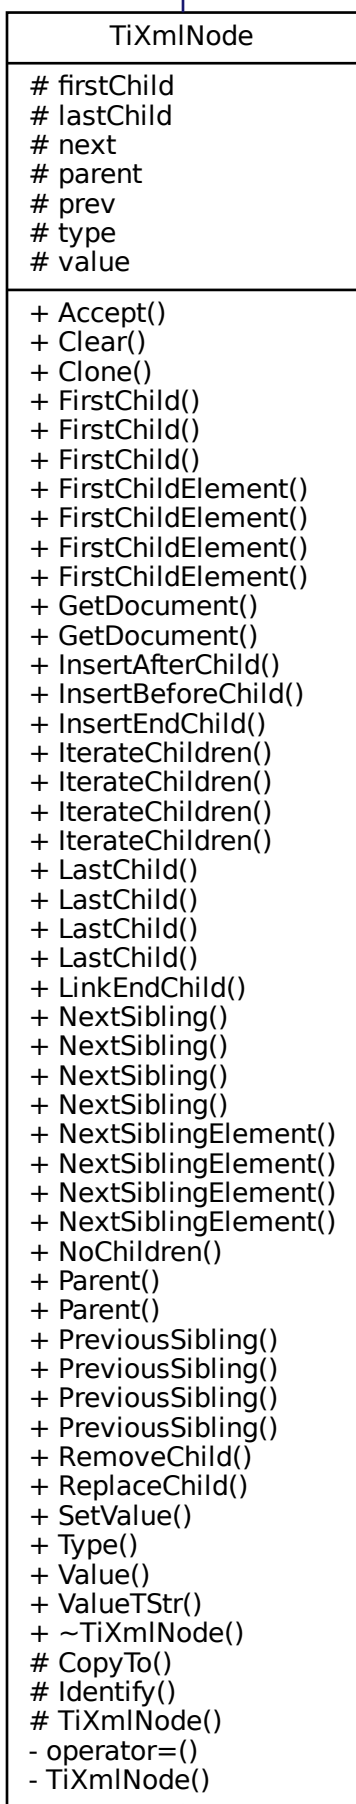 TiXmlNode
# firstChild
# lastChild
# next
# parent
# prev
# type
# value
+ Accept()
+ Clear()
+ Clone()
+ FirstChild()
+ FirstChild()
+ FirstChild()
+ FirstChildElement()
+ FirstChildElement()
+ FirstChildElement()
+ FirstChildElement()
+ GetDocument()
+ GetDocument()
+ InsertAfterChild()
+ InsertBeforeChild()
+ InsertEndChild()
+ IterateChildren()
+ IterateChildren()
+ IterateChildren()
+ IterateChildren()
+ LastChild()
+ LastChild()
+ LastChild()
+ LastChild()
+ LinkEndChild()
+ NextSibling()
+ NextSibling()
+ NextSibling()
+ NextSibling()
+ NextSiblingElement()
+ NextSiblingElement()
+ NextSiblingElement()
+ NextSiblingElement()
+ NoChildren()
+ Parent()
+ Parent()
+ PreviousSibling()
+ PreviousSibling()
+ PreviousSibling()
+ PreviousSibling()
+ RemoveChild()
+ ReplaceChild()
+ SetValue()
+ Type()
+ Value()
+ ValueTStr()
+ ~TiXmlNode()
# CopyTo()
# Identify()
# TiXmlNode()
- operator=()
- TiXmlNode()